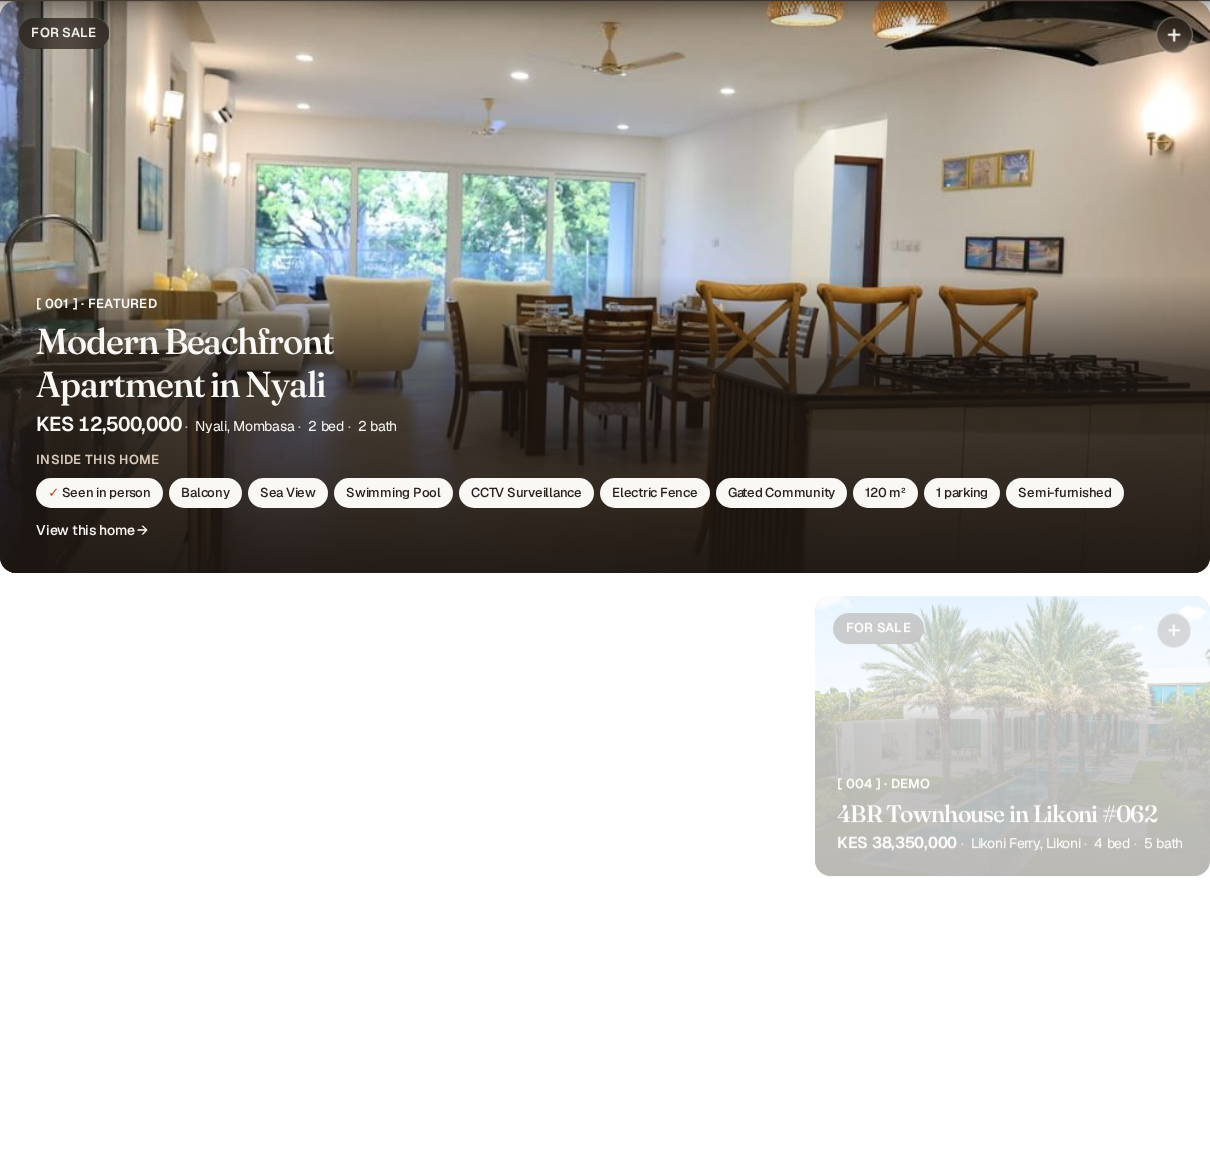 FOR SALE
[ 001 ] · FEATURED
Modern Beachfront
Apartment in Nyali
KES 12,500,000 · Nyali, Mombasa · 2 bed · 2 bath
INSIDE THIS HOME
✓ Seen in person Balcony Sea View Swimming Pool CCTV Surveillance Electric Fence Gated Community 120 m² 1 parking Semi-furnished
View this home →
FOR SALE
[ 004 ] · DEMO
4BR Townhouse in Likoni #062
KES 38,350,000 · Likoni Ferry, Likoni · 4 bed · 5 bath